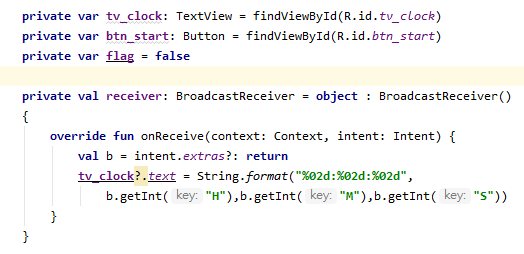 private var tv_clock: TextView = findViewById(R.id.tv_clock)
private var btn_start: Button = findViewById(R.id.btn_start)
private var flag = false
private val receiver: BroadcastReceiver = object : BroadcastReceiver()
{
override fun onReceive(context: Context, intent: Intent) {
val b = intent.extras?: return
tv_clock?.text = String.format("%02d:%02d:%02d",
b.getInt( key: "H"),b.getInt( key: "M"),b.getInt( key: "S"))
}
}